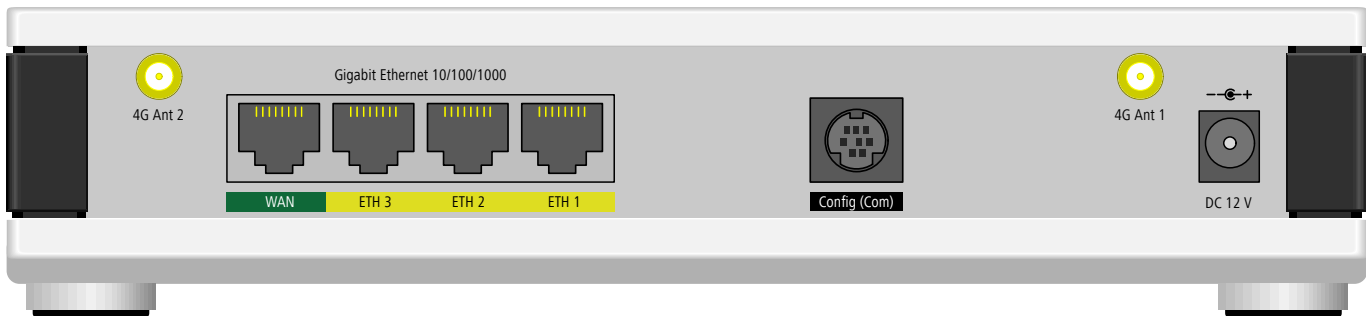 Gigabit Ethernet 10/100/1000
4G Ant 2
4G Ant 1
WAN
ETH 3
ETH 2
ETH 1
Config (Com)
DC 12 V